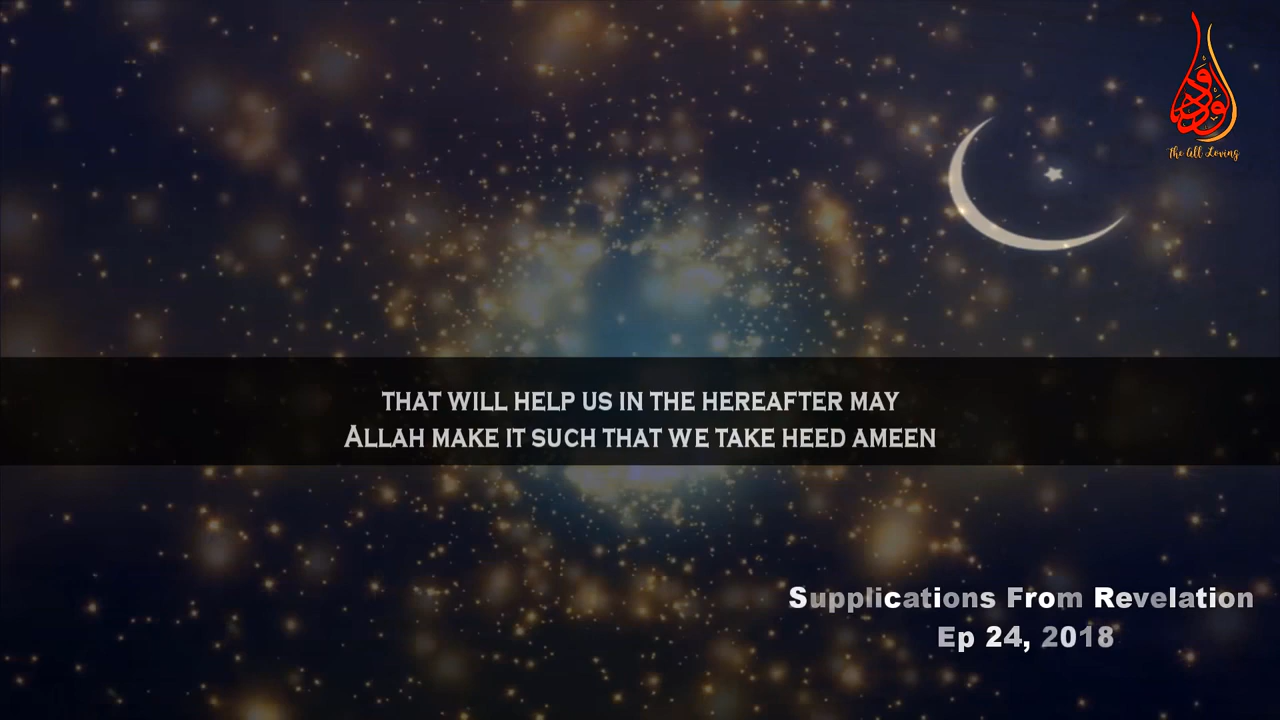 الودود
The All Loving
THAT WILL HELP US IN THE HEREAFTER MAY
ALLAH MAKE IT SUCH THAT WE TAKE HEED AMEEN
Supplications From Revelation
Ep 24, 2018